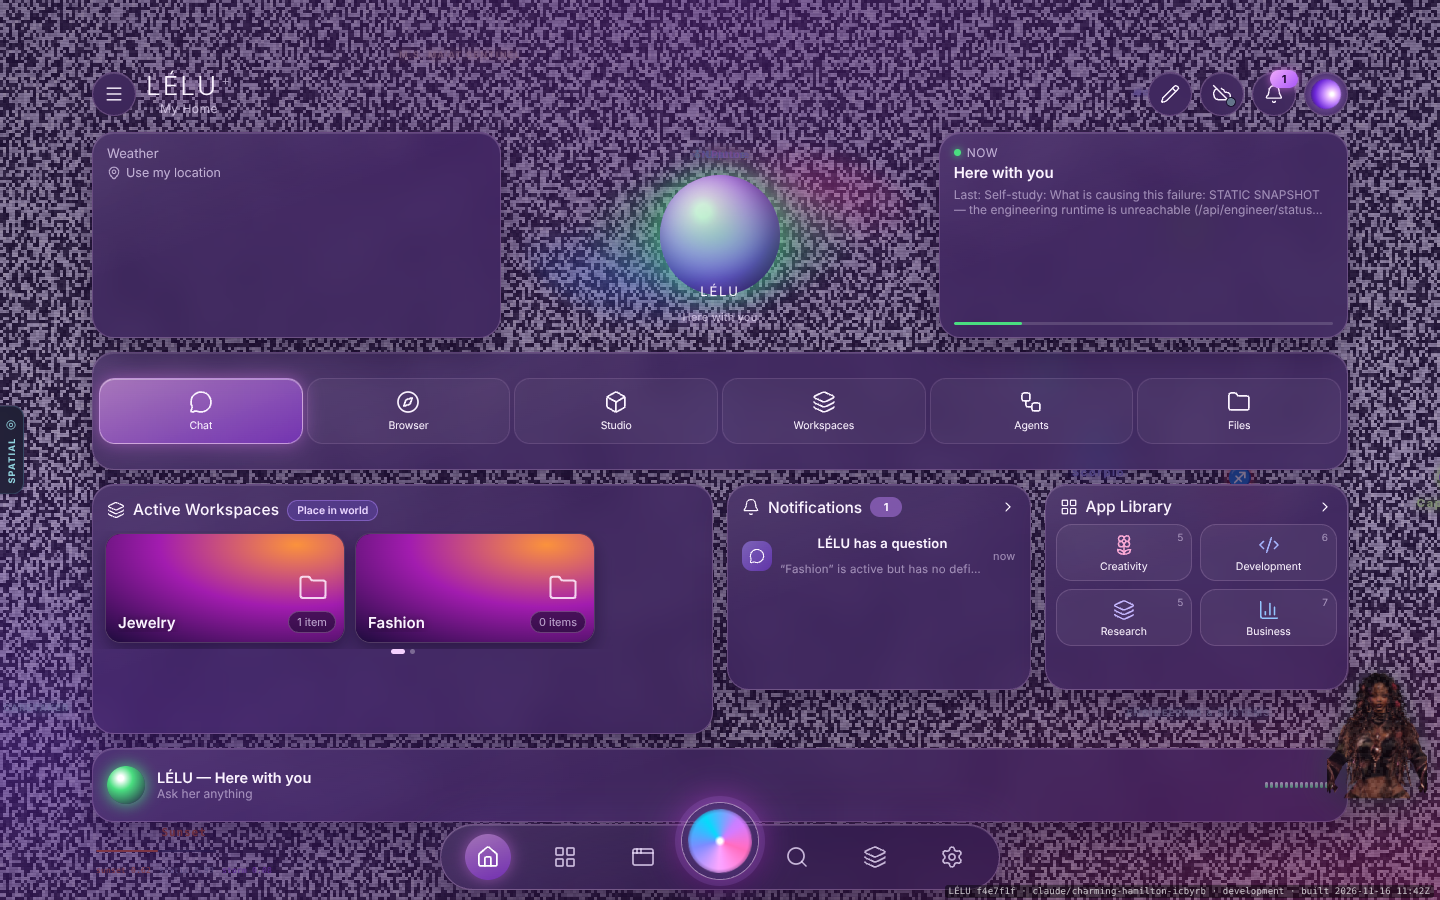 LÉLU
My Home
1
Weather
Use my location
LÉLU
Here with you
NOW
Here with you
Last: Self-study: What is causing this failure: STATIC SNAPSHOT
— the engineering runtime is unreachable (/api/engineer/status...
SPATIAL
Chat
Browser
Studio
Workspaces
Agents
Files
Active Workspaces
Place in world
Jewelry
1 item
Fashion
0 items
Notifications
1
LÉLU has a question
"Fashion" is active but has no defi...
now
App Library
Creativity
5
Development
6
Research
5
Business
7
LÉLU — Here with you
Ask her anything
LÉLU f4e7f1f · claude/charming-hamilton-icbyrb · development · built 2026-11-16 11:42Z